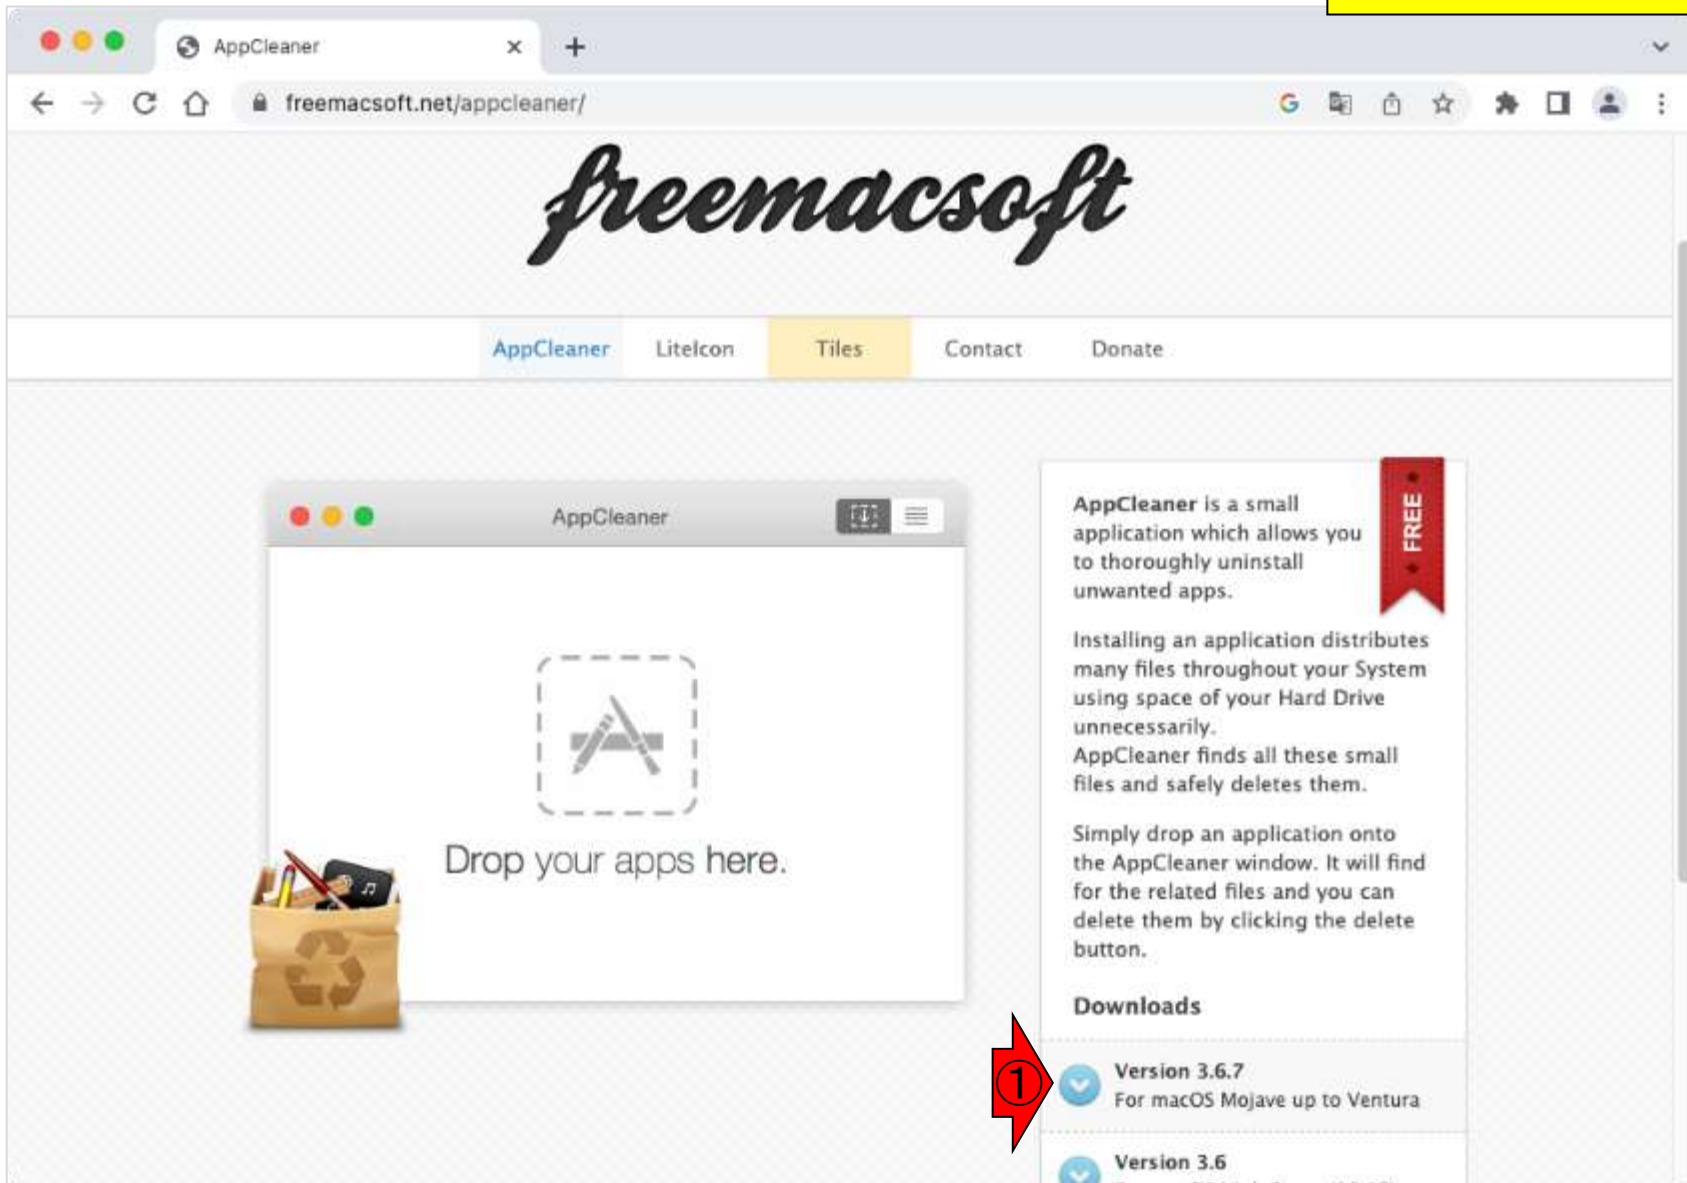 AppCleaner
freemacsoft.net/appcleaner/
freemacsoft
AppCleaner LiteIcon Tiles Contact Donate
AppCleaner
Drop your apps here.
FREE
AppCleaner is a small
application which allows you
to thoroughly uninstall
unwanted apps.
Installing an application distributes
many files throughout your System
using space of your Hard Drive
unnecessarily.
AppCleaner finds all these small
files and safely deletes them.
Simply drop an application onto
the AppCleaner window. It will find
for the related files and you can
delete them by clicking the delete
button.
Downloads
①
Version 3.6.7
For macOS Mojave up to Ventura
Version 3.6